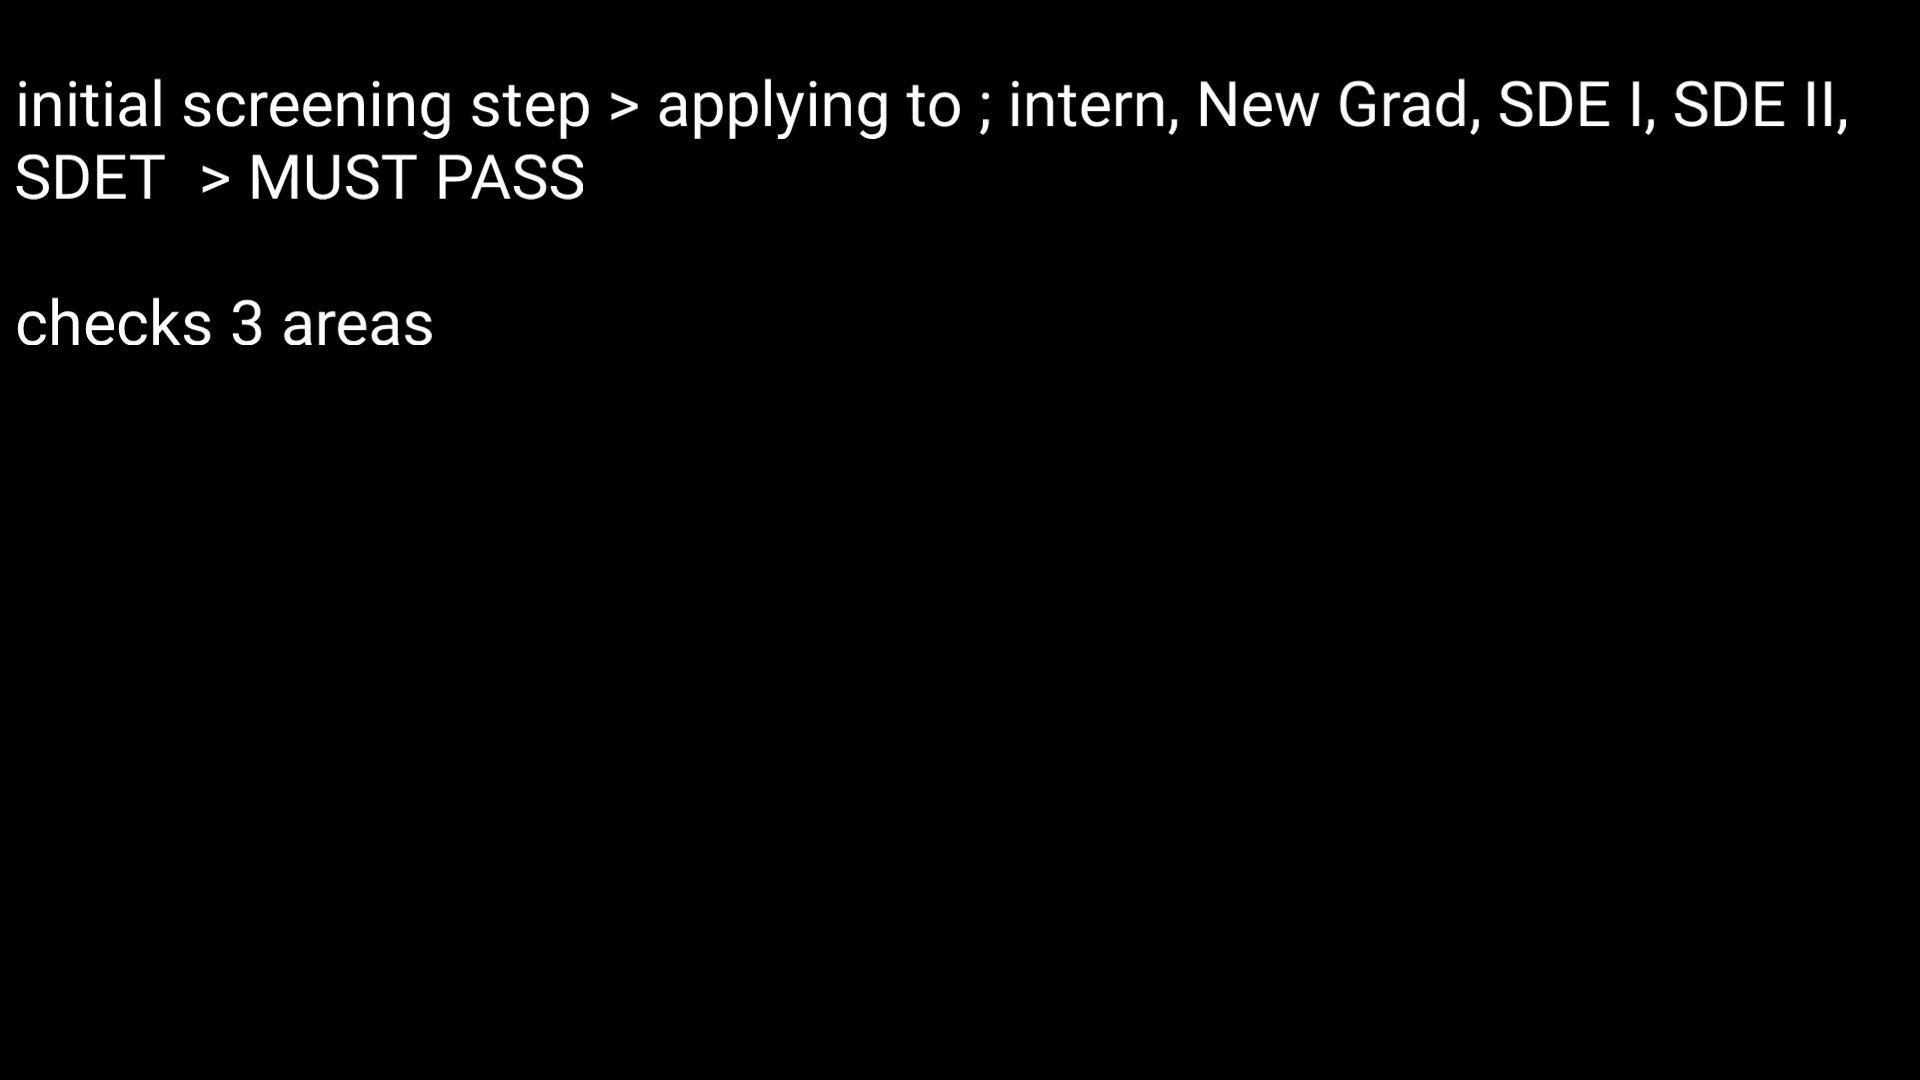 initial screening step > applying to ; intern, New Grad, SDE I, SDE II,
SDET  > MUST PASS
checks 3 areas